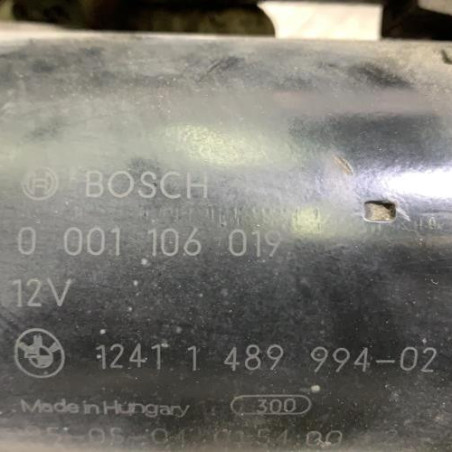 BOSCH
0 001 106 019
12V
1241 1 489 994-02
Made in Hungary 300